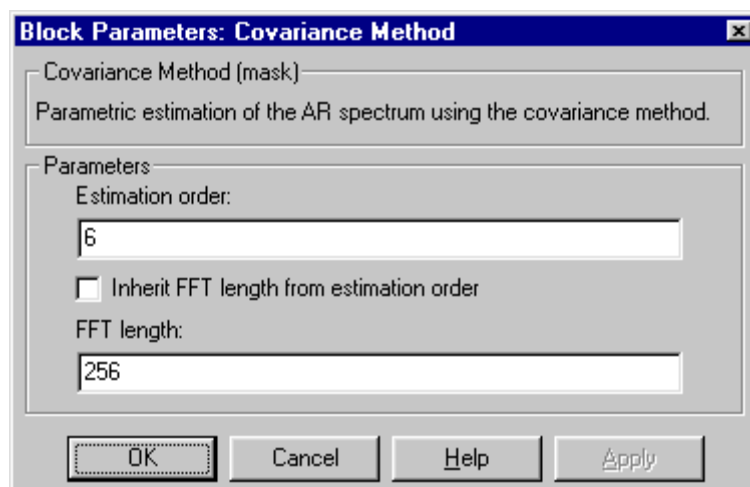 Block Parameters: Covariance Method
Covariance Method (mask)
Parametric estimation of the AR spectrum using the covariance method.
Parameters
Estimation order:
6
Inherit FFT length from estimation order
FFT length:
256
OK
Cancel
Help
Apply